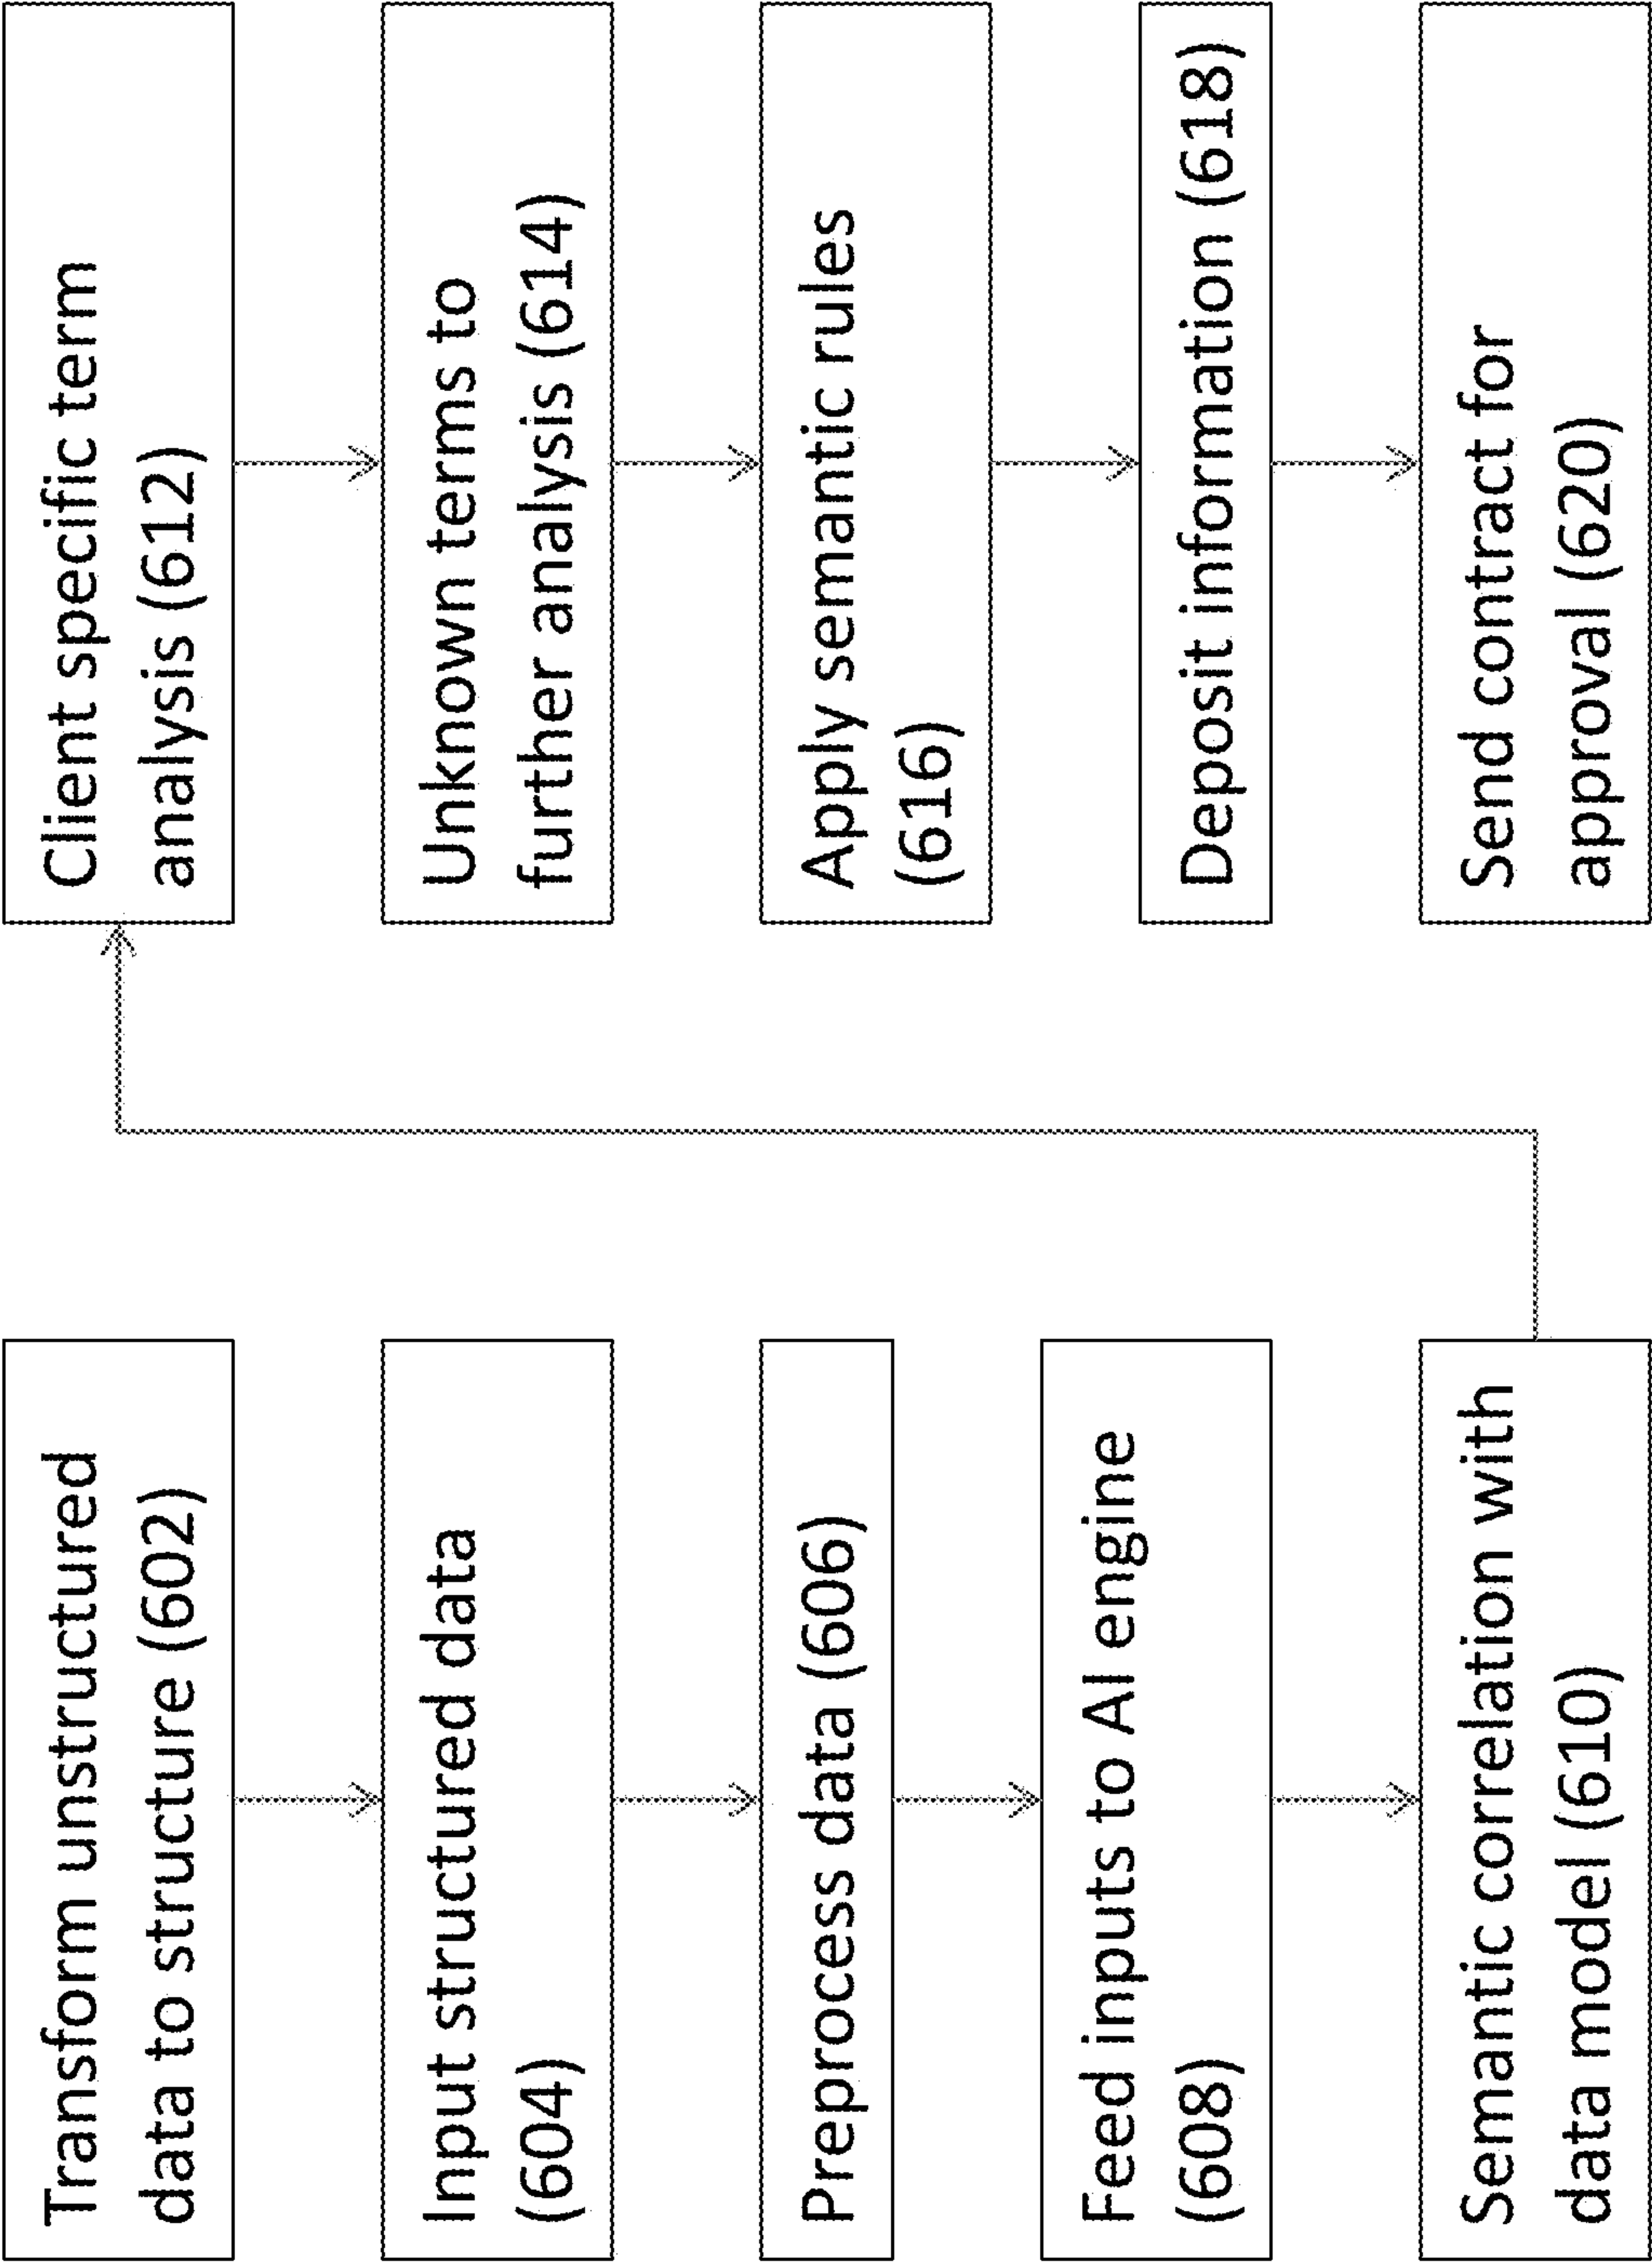 Transform unstructured
data to structure (602)
Input structured data
(604)
Preprocess data (606)
Feed inputs to AI engine
(608)
Semantic correlation with
data model (610)
Client specific term
analysis (612)
Unknown terms to
further analysis (614)
Apply semantic rules
(616)
Deposit information (618)
Send contract for
approval (620)